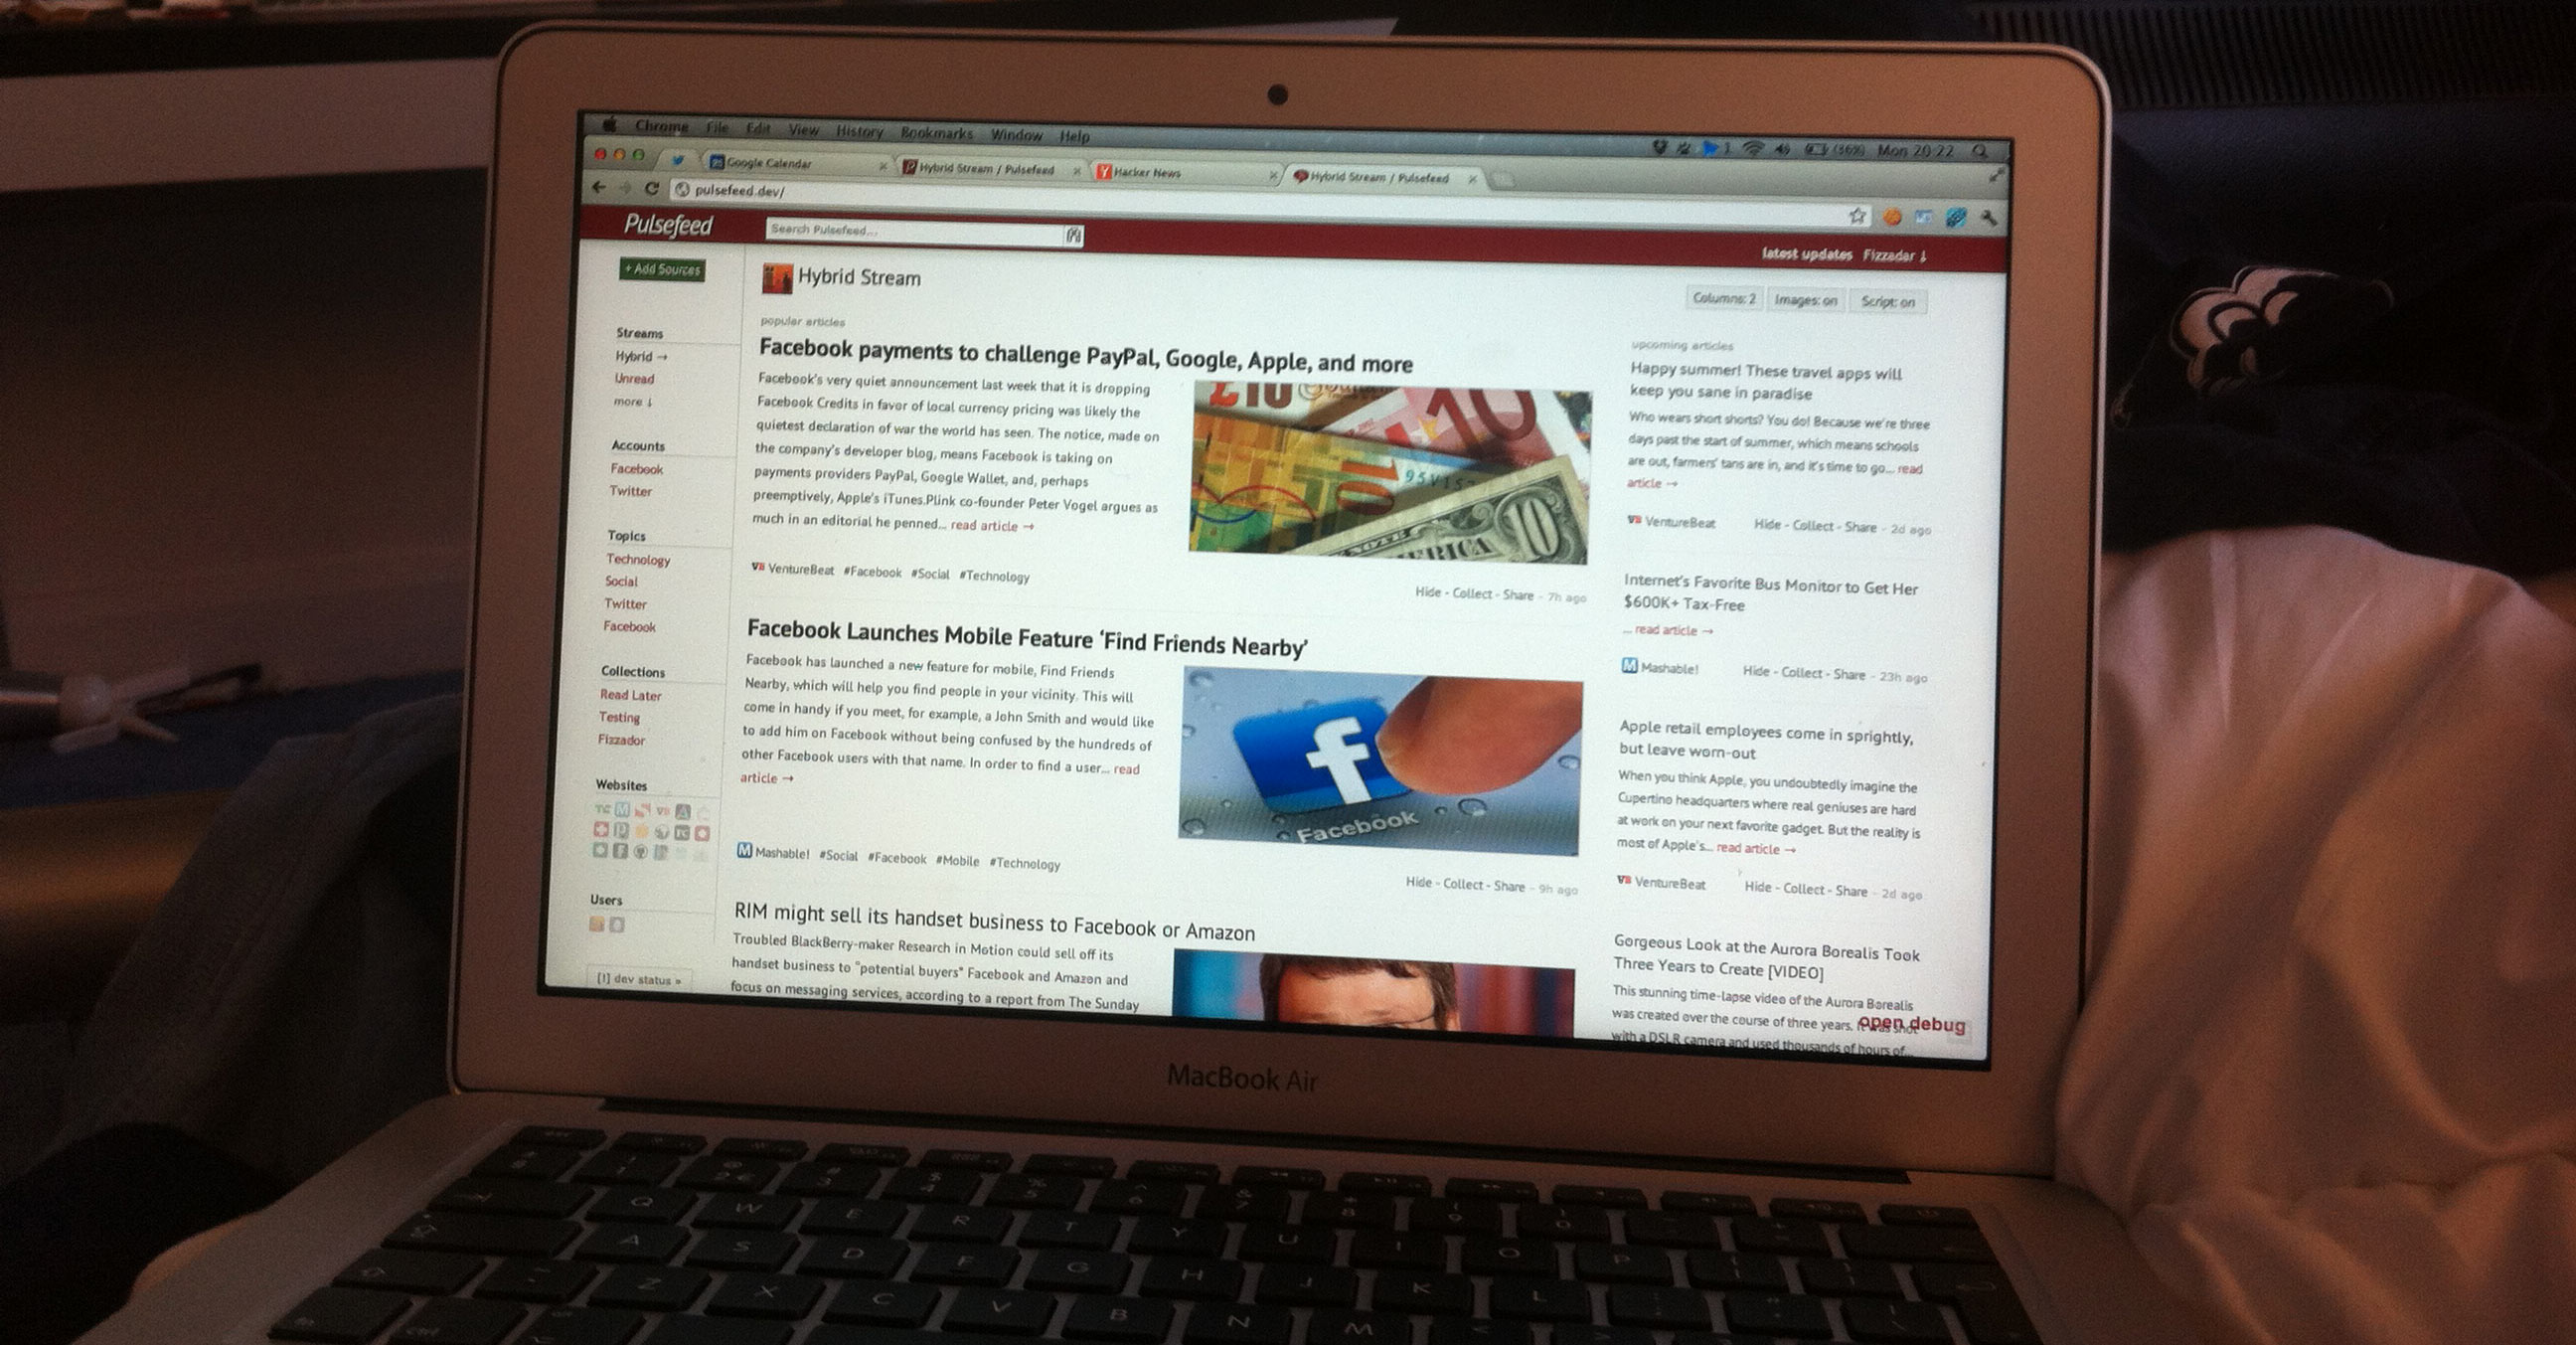 Chrome File Edit View History Bookmarks Window Help
Mon 20:22
Google Calendar
Hybrid Stream / Pulsefeed
Hacker News
Hybrid Stream / Pulsefeed
pulsefeed.dev/
Pulsefeed
Search Pulsefeed...
latest updates Fizzadar ↓
+ Add Sources
Streams
Hybrid →
Unread
more ↓
Accounts
Facebook
Twitter
Topics
Technology
Social
Twitter
Facebook
Collections
Read Later
Testing
Fizzador
Websites
Users
[!] dev status »
Hybrid Stream
Columns: 2 Images: on Script: on
popular articles
Facebook payments to challenge PayPal, Google, Apple, and more
Facebook's very quiet announcement last week that it is dropping
Facebook Credits in favor of local currency pricing was likely the
quietest declaration of war the world has seen. The notice, made on
the company's developer blog, means Facebook is taking on
payments providers PayPal, Google Wallet, and, perhaps
preemptively, Apple's iTunes.Plink co-founder Peter Vogel argues as
much in an editorial he penned... read article →
£10
10
10
10
VB VentureBeat #Facebook #Social #Technology
Hide - Collect - Share - 7h ago
Facebook Launches Mobile Feature 'Find Friends Nearby'
Facebook has launched a new feature for mobile, Find Friends
Nearby, which will help you find people in your vicinity. This will
come in handy if you meet, for example, a John Smith and would like
to add him on Facebook without being confused by the hundreds of
other Facebook users with that name. In order to find a user... read
article →
f
Facebook
M Mashable! #Social #Facebook #Mobile #Technology
Hide - Collect - Share - 9h ago
RIM might sell its handset business to Facebook or Amazon
Troubled BlackBerry-maker Research in Motion could sell off its
handset business to "potential buyers" Facebook and Amazon and
focus on messaging services, according to a report from The Sunday
upcoming articles
Happy summer! These travel apps will
keep you sane in paradise
Who wears short shorts? You do! Because we're three
days past the start of summer, which means schools
are out, farmers' tans are in, and it's time to go... read
article →
VB VentureBeat Hide - Collect - Share - 2d ago
Internet's Favorite Bus Monitor to Get Her
$600K+ Tax-Free
... read article →
M Mashable! Hide - Collect - Share - 23h ago
Apple retail employees come in sprightly,
but leave worn-out
When you think Apple, you undoubtedly imagine the
Cupertino headquarters where real geniuses are hard
at work on your next favorite gadget. But the reality is
most of Apple's... read article →
VB VentureBeat Hide - Collect - Share - 2d ago
Gorgeous Look at the Aurora Borealis Took
Three Years to Create [VIDEO]
This stunning time-lapse video of the Aurora Borealis
was created over the course of three years. It was shot
with a DSLR camera and used thousands of hours of...
open debug
MacBook Air
Q W E R T Y U I O P
A S D F G H J K L
Z X C V B N M